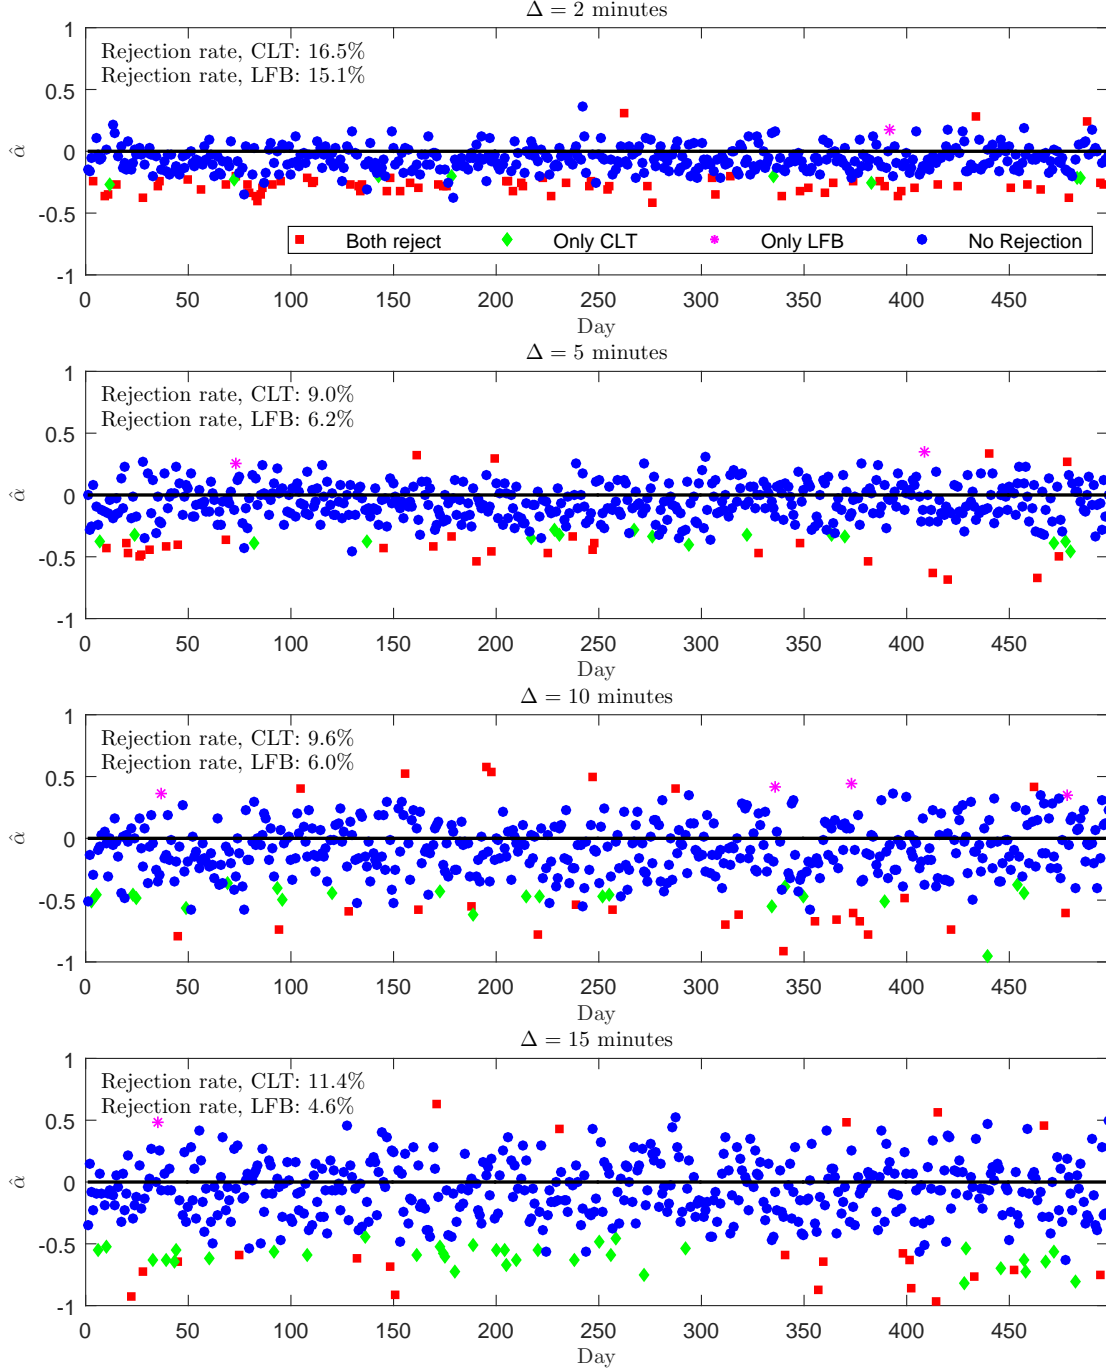 Δ = 2 minutes
1
Rejection rate, CLT: 16.5%
Rejection rate, LFB: 15.1%
0.5
α̂
0
-0.5
Both reject Only CLT Only LFB No Rejection
-1
0 50 100 150 200 250 300 350 400 450
Day
Δ = 5 minutes
1
Rejection rate, CLT: 9.0%
Rejection rate, LFB: 6.2%
0.5
α̂
0
-0.5
-1
0 50 100 150 200 250 300 350 400 450
Day
Δ = 10 minutes
1
Rejection rate, CLT: 9.6%
Rejection rate, LFB: 6.0%
0.5
α̂
0
-0.5
-1
0 50 100 150 200 250 300 350 400 450
Day
Δ = 15 minutes
1
Rejection rate, CLT: 11.4%
Rejection rate, LFB: 4.6%
0.5
α̂
0
-0.5
-1
0 50 100 150 200 250 300 350 400 450
Day